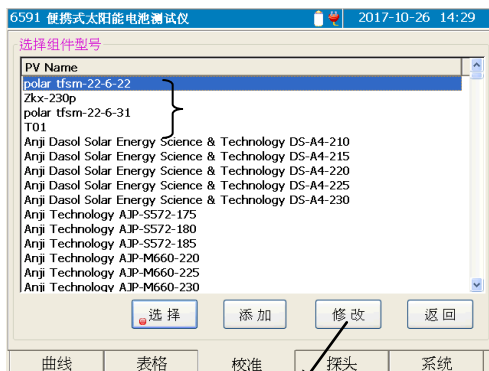 6591 便携式太阳能电池测试仪 2017-10-26 14:29
选择组件型号
PV Name
polar tfsm-22-6-22
Zkx-230p
polar tfsm-22-6-31
T01
Anji Dasol Solar Energy Science & Technology DS-A4-210
Anji Dasol Solar Energy Science & Technology DS-A4-215
Anji Dasol Solar Energy Science & Technology DS-A4-220
Anji Dasol Solar Energy Science & Technology DS-A4-225
Anji Dasol Solar Energy Science & Technology DS-A4-230
Anji Technology AJP-S572-175
Anji Technology AJP-S572-180
Anji Technology AJP-S572-185
Anji Technology AJP-M660-220
Anji Technology AJP-M660-225
Anji Technology AJP-M660-230
选择 添加 修改 返回
曲线 表格 校准 探头 系统